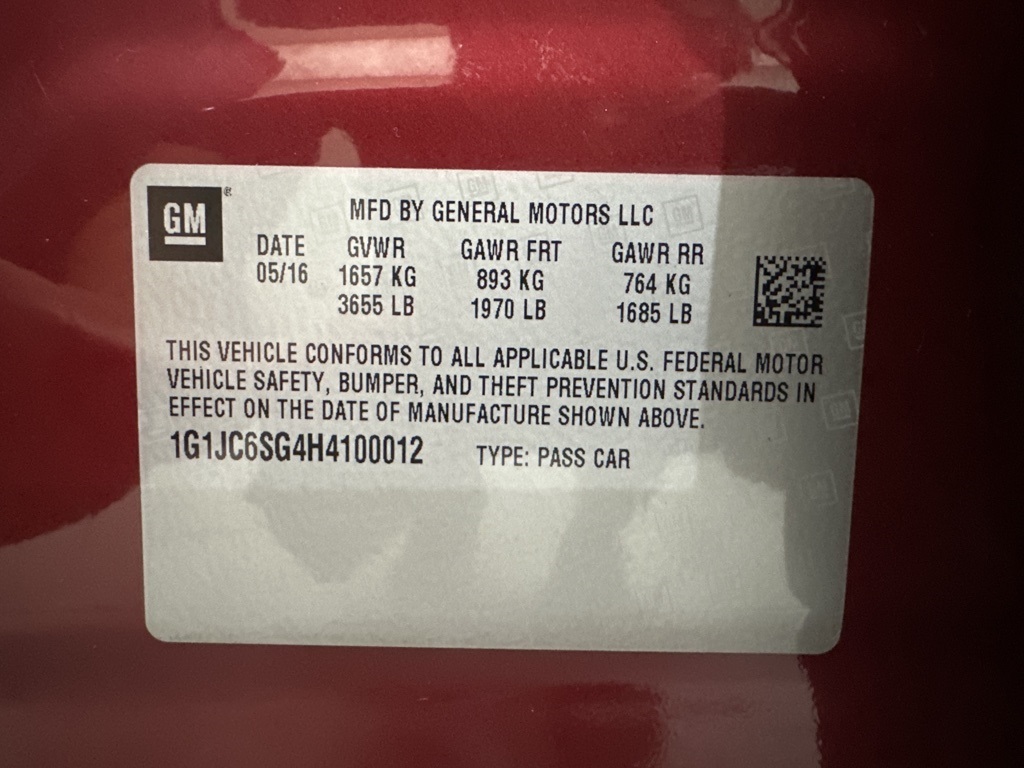 GM®
MFD BY GENERAL MOTORS LLC
DATE GVWR GAWR FRT GAWR RR
05/16 1657 KG 893 KG 764 KG
3655 LB 1970 LB 1685 LB
THIS VEHICLE CONFORMS TO ALL APPLICABLE U.S. FEDERAL MOTOR
VEHICLE SAFETY, BUMPER, AND THEFT PREVENTION STANDARDS IN
EFFECT ON THE DATE OF MANUFACTURE SHOWN ABOVE.
1G1JC6SG4H4100012 TYPE: PASS CAR